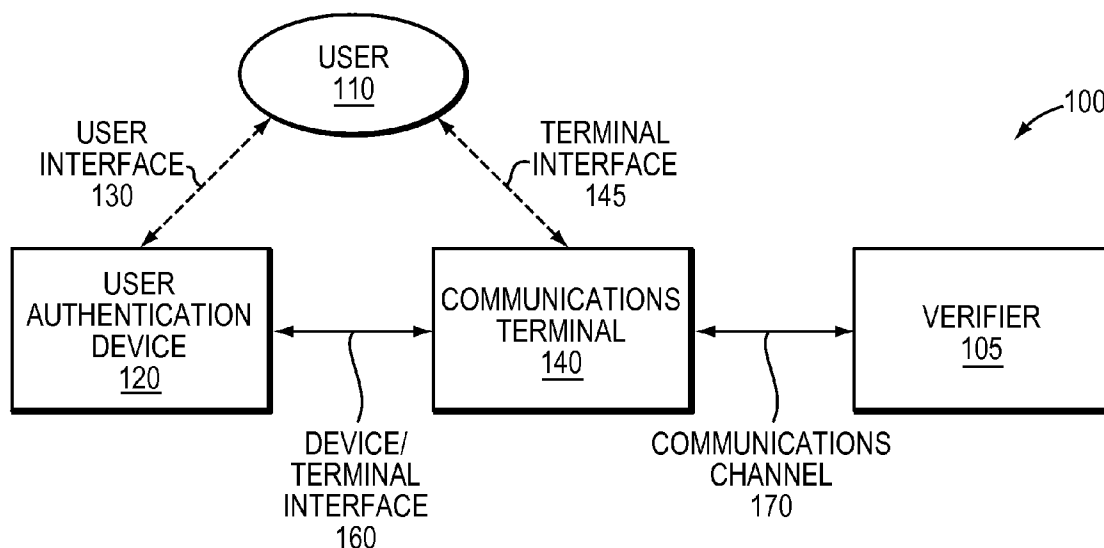 USER
110
100
USER
INTERFACE
130
TERMINAL
INTERFACE
145
USER
AUTHENTICATION
DEVICE
120
COMMUNICATIONS
TERMINAL
140
VERIFIER
105
DEVICE/
TERMINAL
INTERFACE
160
COMMUNICATIONS
CHANNEL
170